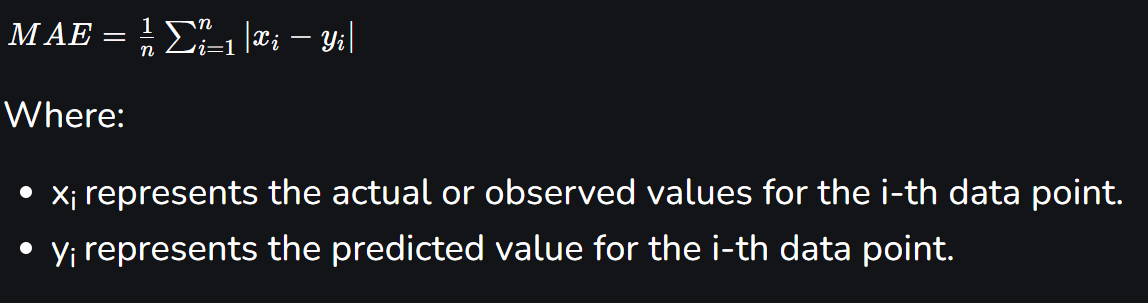 MAE = \frac{1}{n} \sum_{i=1}^{n} |x_i - y_i|
Where:
• x_i represents the actual or observed values for the i-th data point.
• y_i represents the predicted value for the i-th data point.